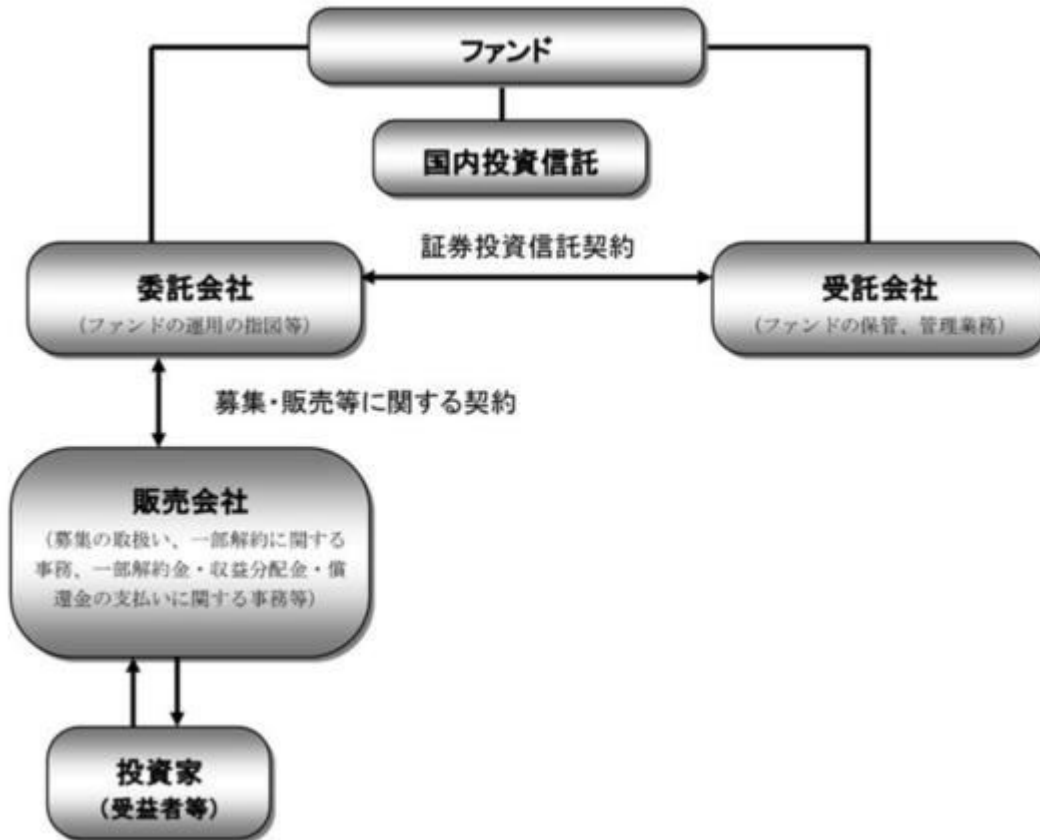 ファンド
国内投資信託
証券投資信託契約
委託会社
(ファンドの運用の指図等)
受託会社
(ファンドの保管、管理業務)
募集・販売等に関する契約
販売会社
(募集の取扱い、一部解約に関する
事務、一部解約金・収益分配金・償
還金の支払いに関する事務等)
投資家
(受益者等)